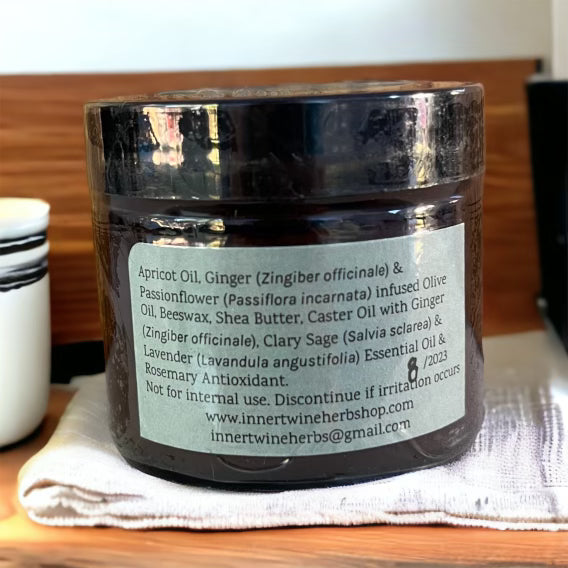 Apricot Oil, Ginger (Zingiber officinale) &
Passionflower (Passiflora incarnata) infused Olive
Oil, Beeswax, Shea Butter, Caster Oil with Ginger
(Zingiber officinale), Clary Sage (Salvia sclarea) &
Lavender (Lavandula angustifolia) Essential Oil &
Rosemary Antioxidant.
8 /2023
Not for internal use. Discontinue if irritation occurs
www.innertwineherbshop.com
innertwineherbs@gmail.com